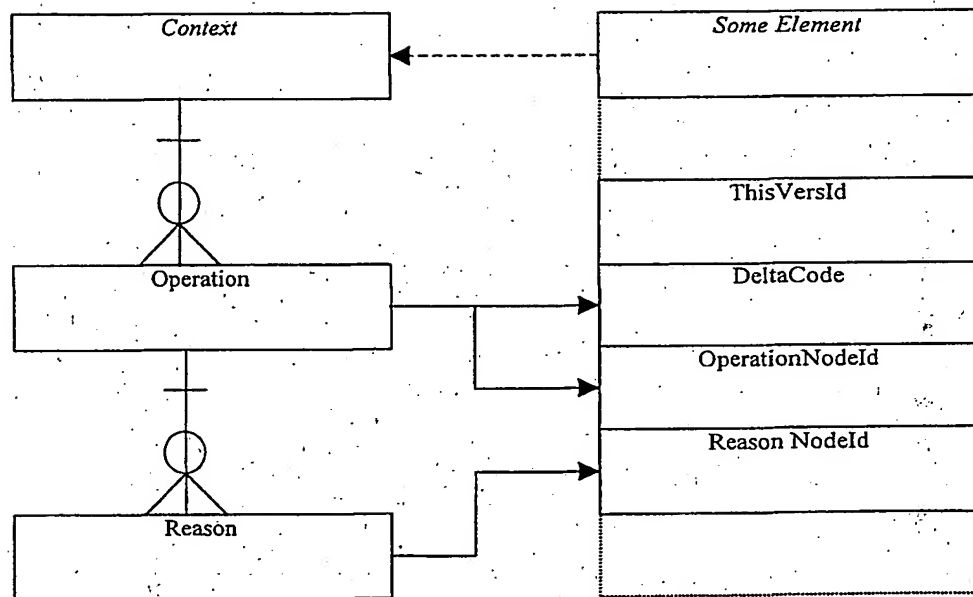 Context
Some Element
ThisVersId
Operation
DeltaCode
OperationNodeId
Reason NodeId
Reason